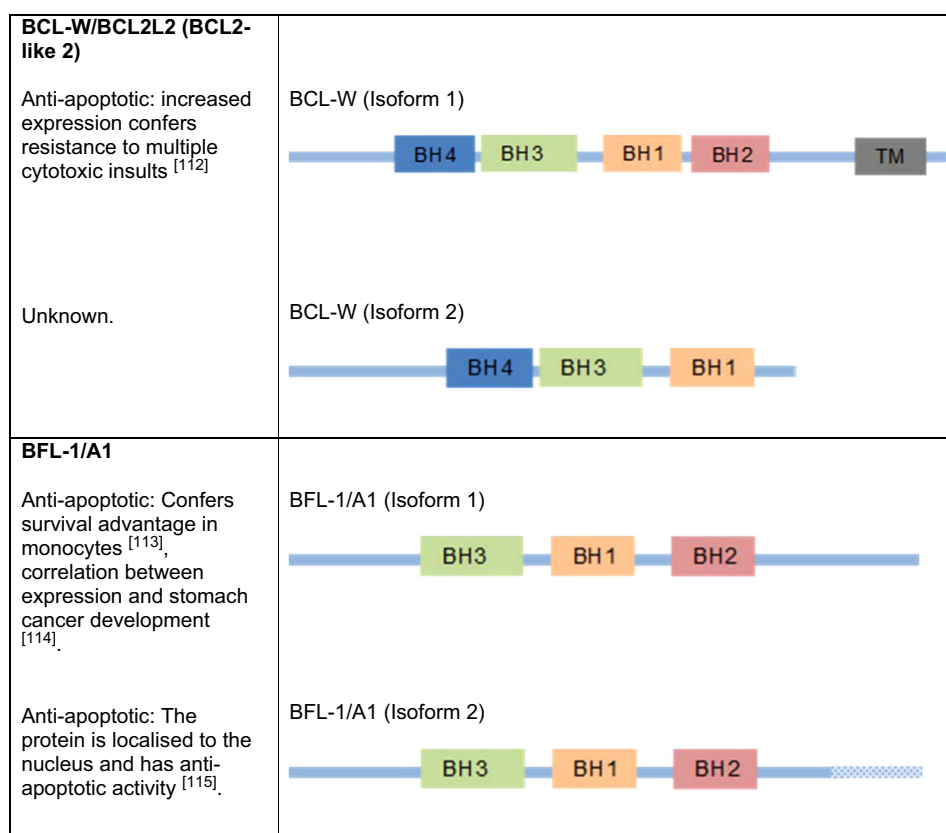 BCL-W/BCL2L2 (BCL2-
like 2)
Anti-apoptotic: increased
expression confers
resistance to multiple
cytotoxic insults [112]
BCL-W (Isoform 1)
BH4 BH3 BH1 BH2 TM
Unknown.
BCL-W (Isoform 2)
BH4 BH3 BH1
BFL-1/A1
Anti-apoptotic: Confers
survival advantage in
monocytes [113],
correlation between
expression and stomach
cancer development
[114].
BFL-1/A1 (Isoform 1)
BH3 BH1 BH2
Anti-apoptotic: The
protein is localised to the
nucleus and has anti-
apoptotic activity [115].
BFL-1/A1 (Isoform 2)
BH3 BH1 BH2